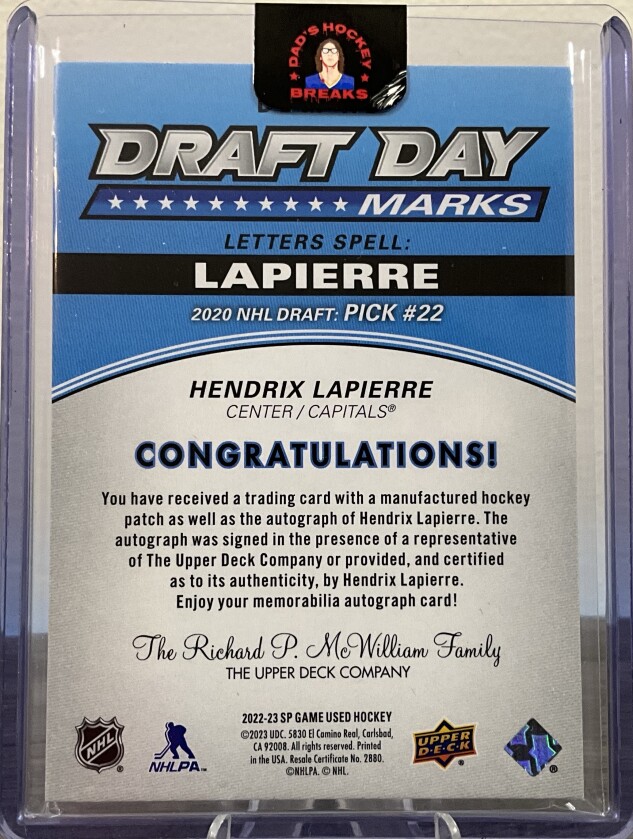 DAD'S HOCKEY
BREAKS
DRAFT DAY
MARKS
LETTERS SPELL:
LAPIERRE
2020 NHL DRAFT: PICK #22
HENDRIX LAPIERRE
CENTER / CAPITALS®
CONGRATULATIONS!
You have received a trading card with a manufactured hockey
patch as well as the autograph of Hendrix Lapierre. The
autograph was signed in the presence of a representative
of The Upper Deck Company or provided, and certified
as to its authenticity, by Hendrix Lapierre.
Enjoy your memorabilia autograph card!
The Richard P. McWilliam Family
THE UPPER DECK COMPANY
2022-23 SP GAME USED HOCKEY
©2023 UDC. 5830 El Camino Real, Carlsbad,
CA 92008. All rights reserved. Printed
in the USA. Resale Certificate No. 2880.
©NHLPA. © NHL.
NHL ®
NHLPA™
UPPER
D·E·C·K ®
®